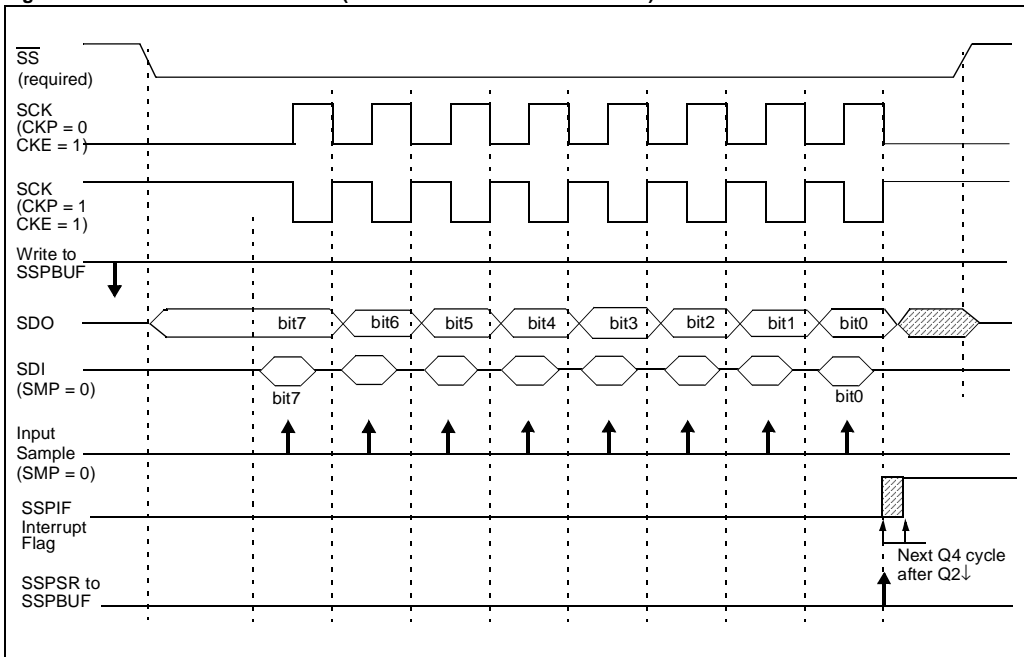 SS
(required)
SCK
(CKP = 0
CKE = 1)
SCK
(CKP = 1
CKE = 1)
Write to
SSPBUF
SDO
bit7 bit6 bit5 bit4 bit3 bit2 bit1 bit0
SDI
(SMP = 0)
bit7 bit0
Input
Sample
(SMP = 0)
SSPIF
Interrupt
Flag
Next Q4 cycle
after Q2↓
SSPSR to
SSPBUF